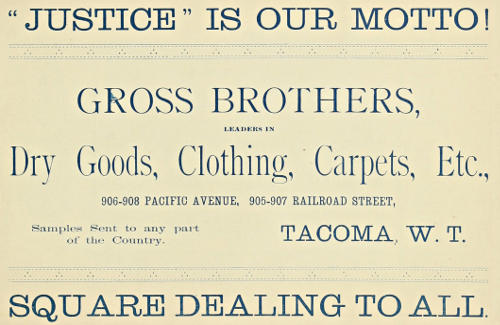 "JUSTICE" IS OUR MOTTO!
GROSS BROTHERS,
LEADERS IN
Dry Goods, Clothing, Carpets, Etc.,
906-908 PACIFIC AVENUE, 905-907 RAILROAD STREET,
Samples Sent to any part
of the Country.
TACOMA, W. T.
SQUARE DEALING TO ALL.